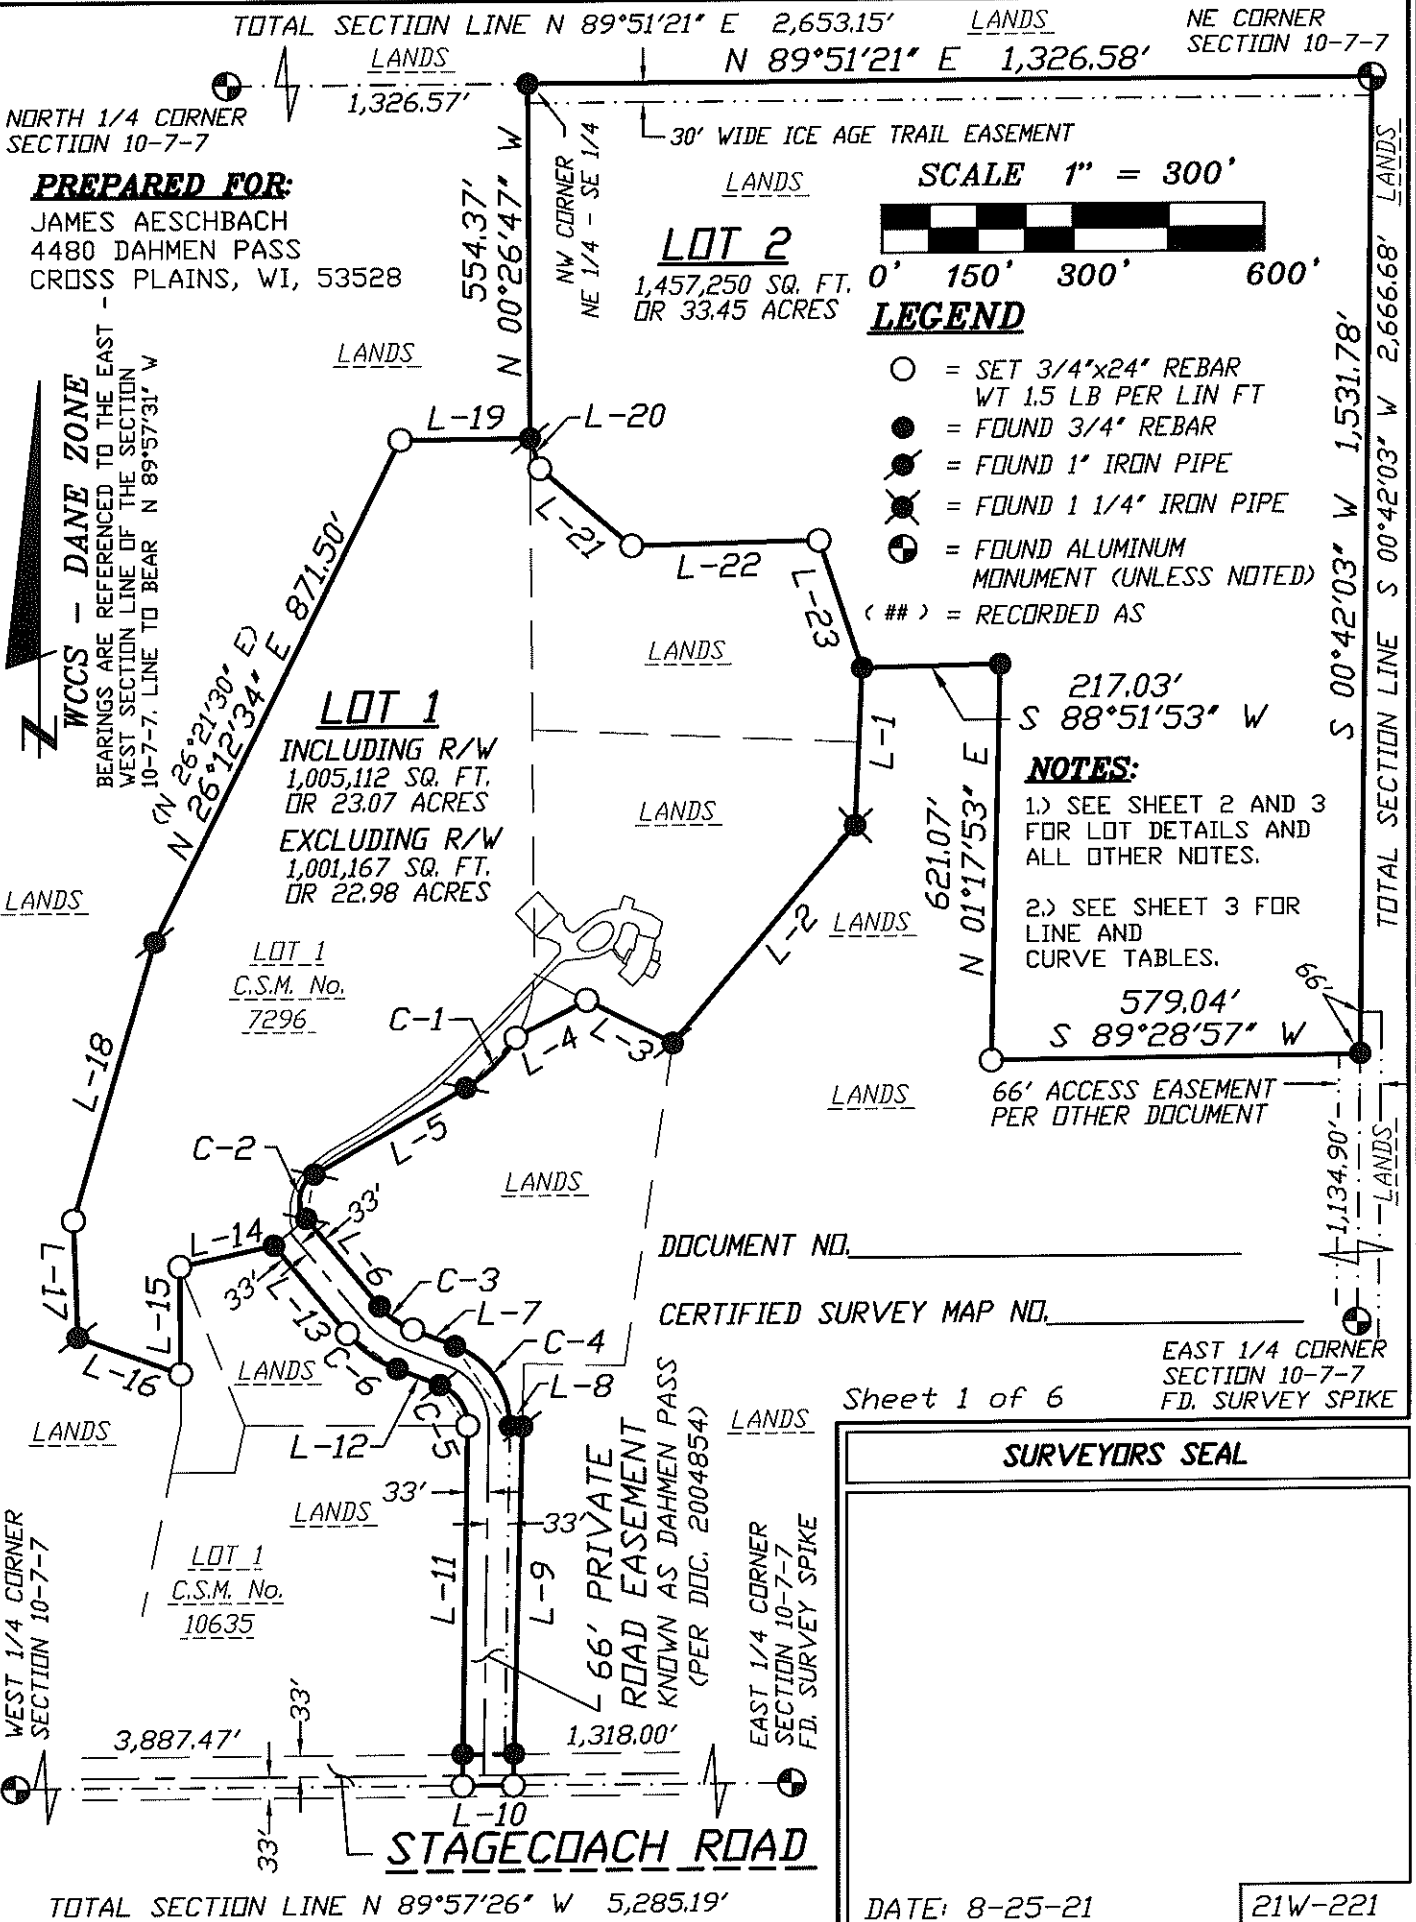 TOTAL SECTION LINE N 89°51'21" E 2,653.15'
LANDS
NE CORNER
SECTION 10-7-7
LANDS
N 89°51'21" E 1,326.58'
1,326.57'
NORTH 1/4 CORNER
SECTION 10-7-7
30' WIDE ICE AGE TRAIL EASEMENT
PREPARED FOR:
JAMES AESCHBACH
4480 DAHMEN PASS
CROSS PLAINS, WI, 53528
554.37'
N 00°26'47" W
NW CORNER -
NE 1/4 - SE 1/4
LANDS
LOT 2
1,457,250 SQ. FT.
OR 33.45 ACRES
SCALE 1" = 300'
0' 150' 300' 600'
LEGEND
= SET 3/4"x24" REBAR
WT 1.5 LB PER LIN FT
= FOUND 3/4" REBAR
= FOUND 1" IRON PIPE
= FOUND 1 1/4" IRON PIPE
= FOUND ALUMINUM
MONUMENT (UNLESS NOTED)
( ## ) = RECORDED AS
LANDS
S 00°42'03" W 1,531.78'
TOTAL SECTION LINE S 00°42'03" W 2,666.68'
WCCS - DANE ZONE
BEARINGS ARE REFERENCED TO THE EAST -
WEST SECTION LINE OF THE SECTION
10-7-7. LINE TO BEAR N 89°57'31" W
LANDS
L-19
L-20
L-21
L-22
L-23
LANDS
(N 26°21'30" E)
N 26°12'34" E 871.50'
LOT 1
INCLUDING R/W
1,005,112 SQ. FT.
OR 23.07 ACRES
EXCLUDING R/W
1,001,167 SQ. FT.
OR 22.98 ACRES
L-1
217.03'
S 88°51'53" W
621.07'
N 01°17'53" E
NOTES:
1.) SEE SHEET 2 AND 3
FOR LOT DETAILS AND
ALL OTHER NOTES.
2.) SEE SHEET 3 FOR
LINE AND
CURVE TABLES.
LANDS
LANDS
L-2
LANDS
LOT 1
C.S.M. No.
7296
C-1
L-4
L-3
579.04'
S 89°28'57" W
66'
66' ACCESS EASEMENT
PER OTHER DOCUMENT
LANDS
L-18
L-5
C-2
LANDS
1,134.90'
LANDS
L-14
33'
L-6
33'
L-17
L-15
L-13
C-3
L-7
C-4
L-16
C-6
LANDS
L-8
DOCUMENT NO.
CERTIFIED SURVEY MAP NO.
EAST 1/4 CORNER
SECTION 10-7-7
FD. SURVEY SPIKE
Sheet 1 of 6
LANDS
L-12
C-5
LANDS
33'
33'
LANDS
L-11
L-9
LOT 1
C.S.M. No.
10635
66' PRIVATE
ROAD EASEMENT
KNOWN AS DAHMEN PASS
(PER DOC. 2004854)
WEST 1/4 CORNER
SECTION 10-7-7
EAST 1/4 CORNER
SECTION 10-7-7
FD. SURVEY SPIKE
SURVEYORS SEAL
3,887.47'
33'
1,318.00'
33'
L-10
STAGECOACH ROAD
TOTAL SECTION LINE N 89°57'26" W 5,285.19'
DATE: 8-25-21
21W-221